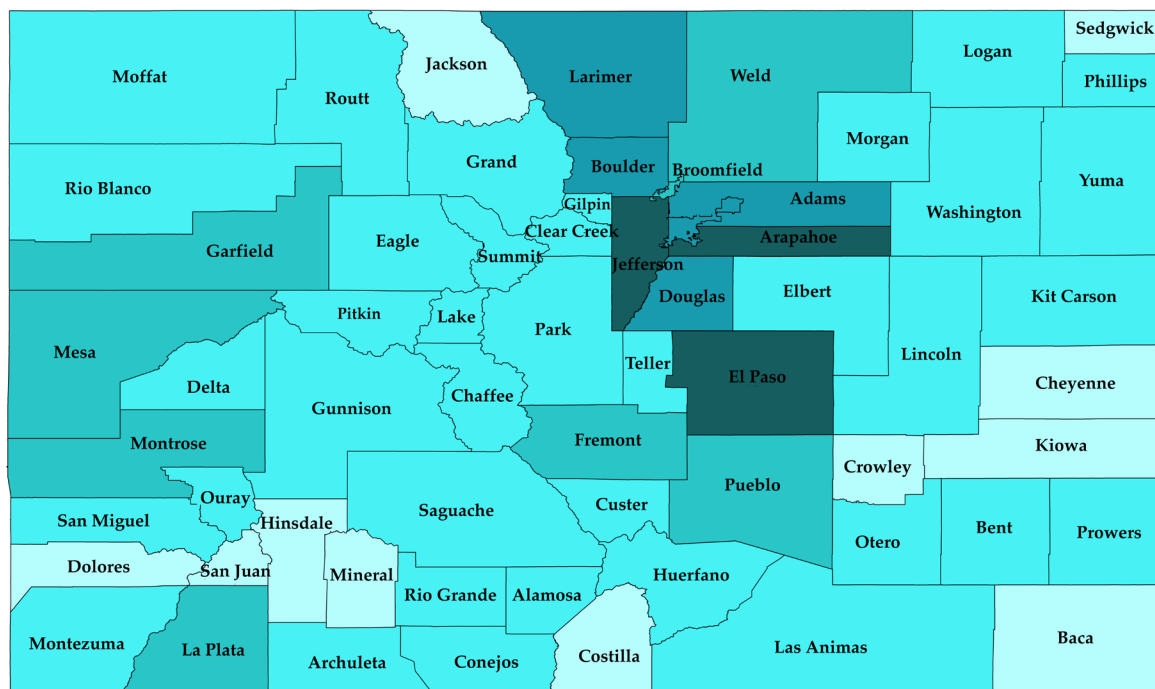 Sedgwick
Moffat
Jackson
Larimer
Weld
Logan
Phillips
Routt
Morgan
Grand
Boulder
Broomfield
Rio Blanco
Yuma
Gilpin
Adams
Washington
Eagle
Clear Creek
Arapahoe
Garfield
Summit
Jefferson
Douglas
Elbert
Kit Carson
Pitkin
Lake
Park
Mesa
Teller
Lincoln
El Paso
Delta
Cheyenne
Gunnison
Chaffee
Montrose
Fremont
Kiowa
Crowley
Pueblo
Ouray
Custer
San Miguel
Hinsdale
Saguache
Bent
Prowers
Otero
Dolores
San Juan
Mineral
Huerfano
Rio Grande
Alamosa
Montezuma
La Plata
Archuleta
Conejos
Costilla
Las Animas
Baca